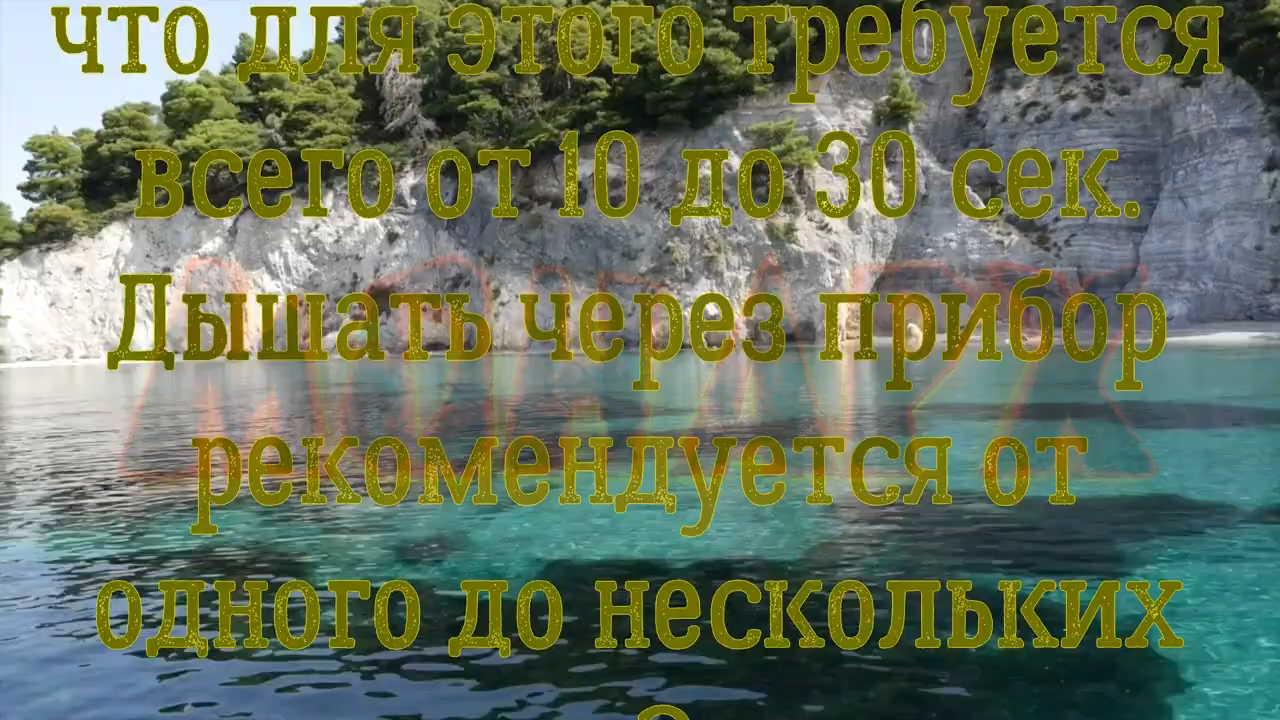 что для этого требуется
всего от 10 до 30 сек.
Дышать через прибор
рекомендуется от
одного до нескольких